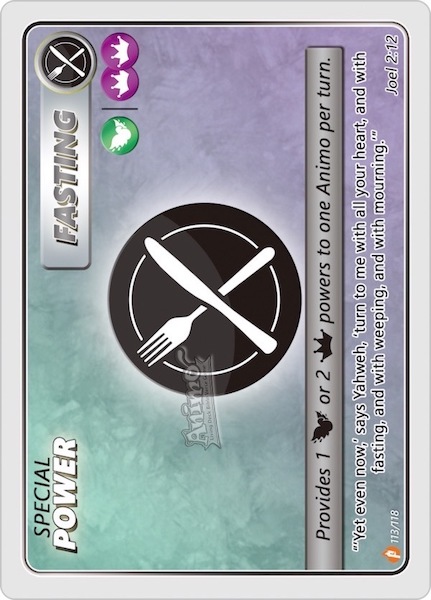 SPECIAL
POWER
FASTING
Animo
Provides 1 or 2 powers to one Animo per turn.
"'Yet even now,' says Yahweh, 'turn to me with all your heart, and with
fasting, and with weeping, and with mourning.'"
113/118
Joel 2:12